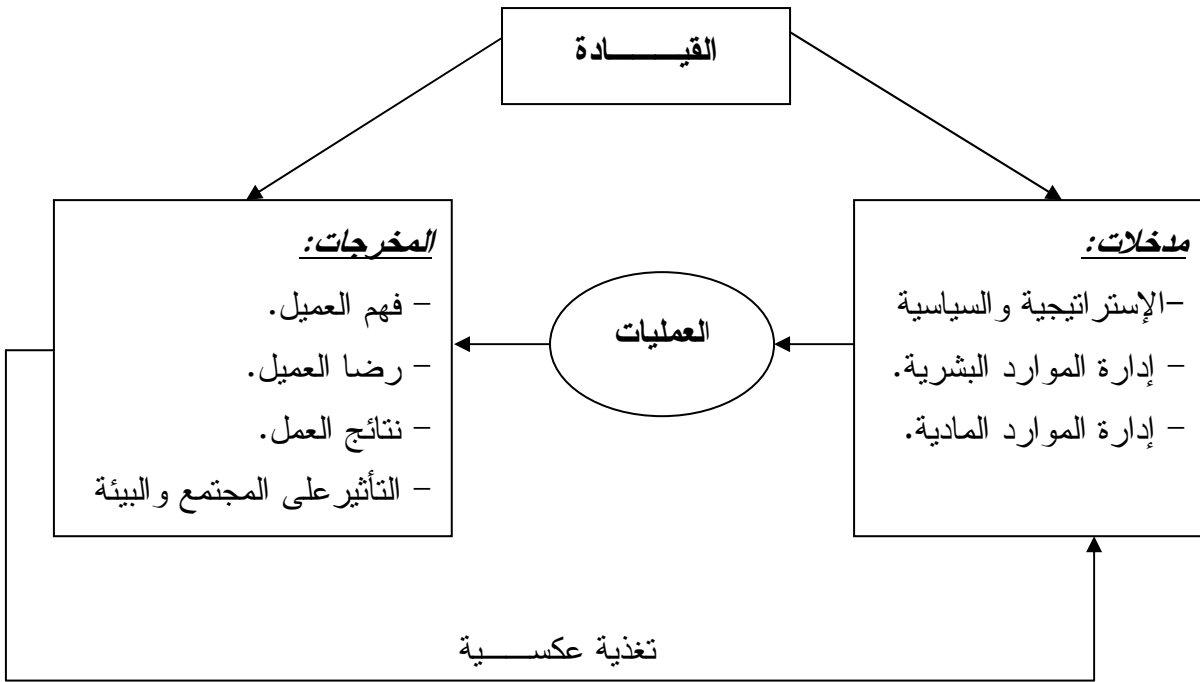 القيـــــــادة
مدخلات:
-الإستراتيجية والسياسية
- إدارة الموارد البشرية.
- إدارة الموارد المادية.
العمليات
المخرجات:
- فهم العميل.
- رضا العميل.
- نتائج العمل.
- التأثيرعلى المجتمع والبيئة
تغذية عكســـــية